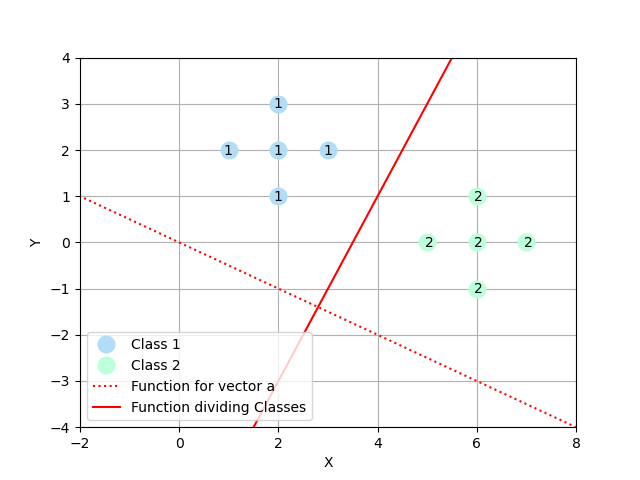 4
3
2
1
0
−1
−2
−3
−4
Y
1
1 1 1
1
2
2 2 2
2
Class 1
Class 2
Function for vector a
Function dividing Classes
−2 0 2 4 6 8
X